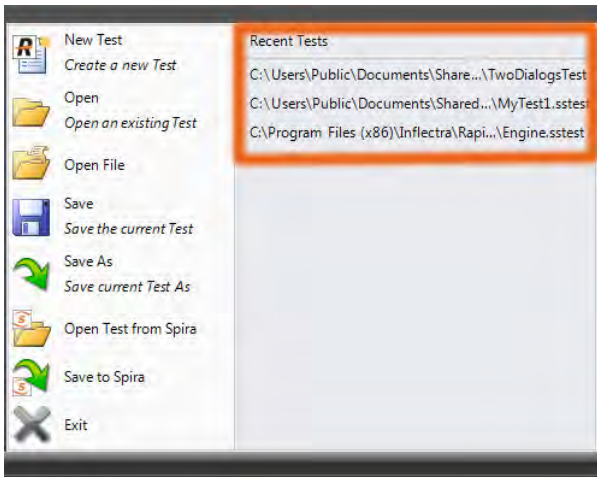 New Test
Create a new Test
Open
Open an existing Test
Open File
Save
Save the current Test
Save As
Save current Test As
Open Test from Spira
Save to Spira
Exit
Recent Tests
C:\Users\Public\Documents\Share...\TwoDialogsTest
C:\Users\Public\Documents\Shared...\MyTest1.sstest
C:\Program Files (x86)\Inflectra\Rapi...\Engine.sstest